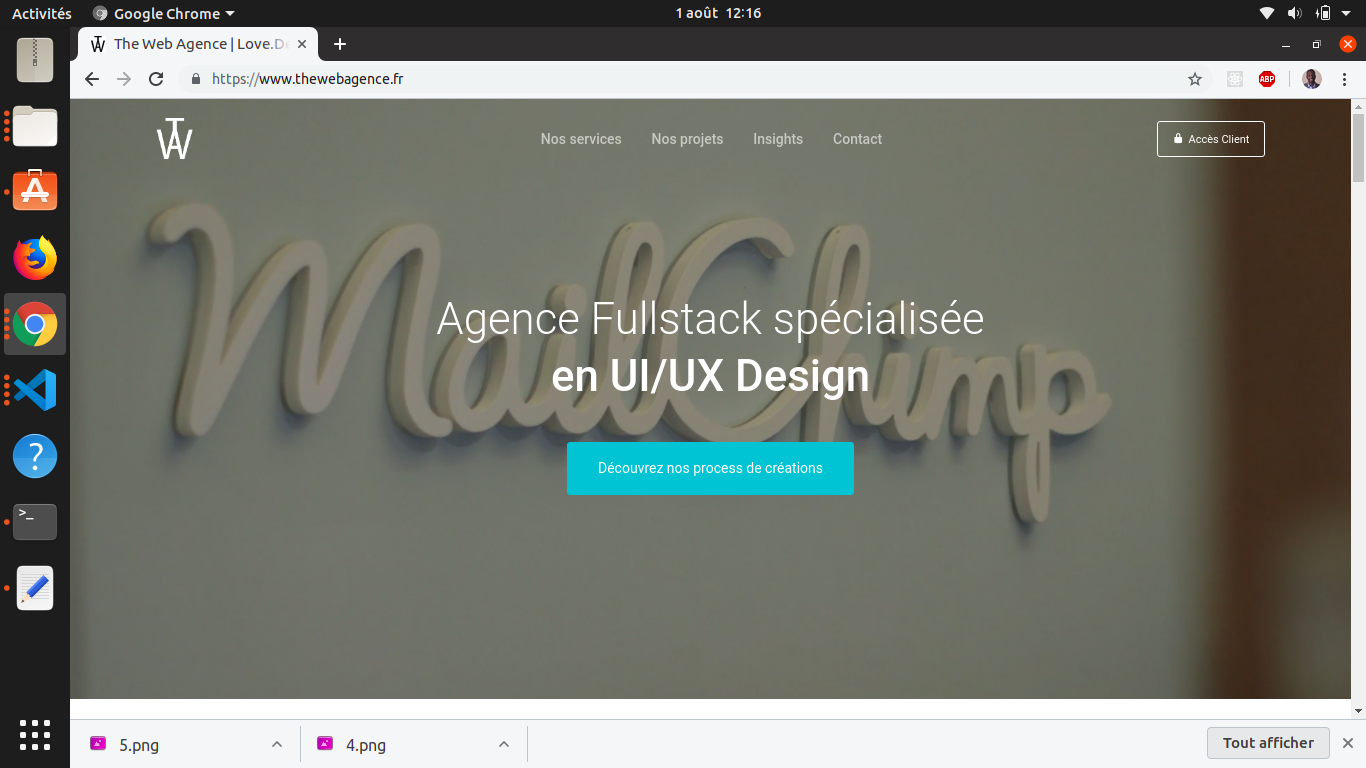 Activités
Google Chrome
1 août 12:16
The Web Agence | Love.D
https://www.thewebagence.fr
ABP
TWA
Nos services
Nos projets
Insights
Contact
Accès Client
MailChimp
Agence Fullstack spécialisée
en UI/UX Design
Découvrez nos process de créations
5.png
4.png
Tout afficher